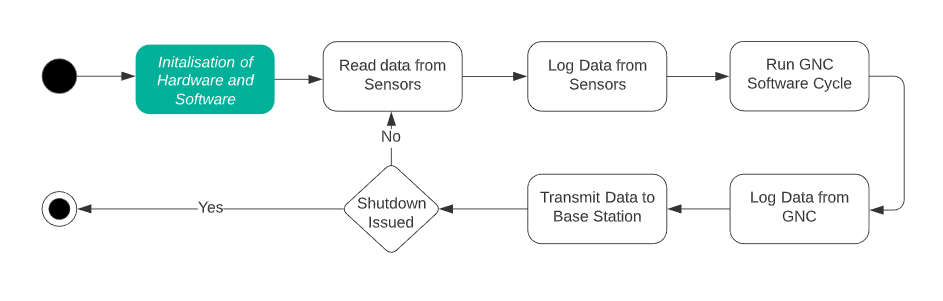 Initalisation of
Hardware and
Software
Read data from
Sensors
Log Data from
Sensors
Run GNC
Software Cycle
No
Yes
Shutdown
Issued
Transmit Data to
Base Station
Log Data from
GNC